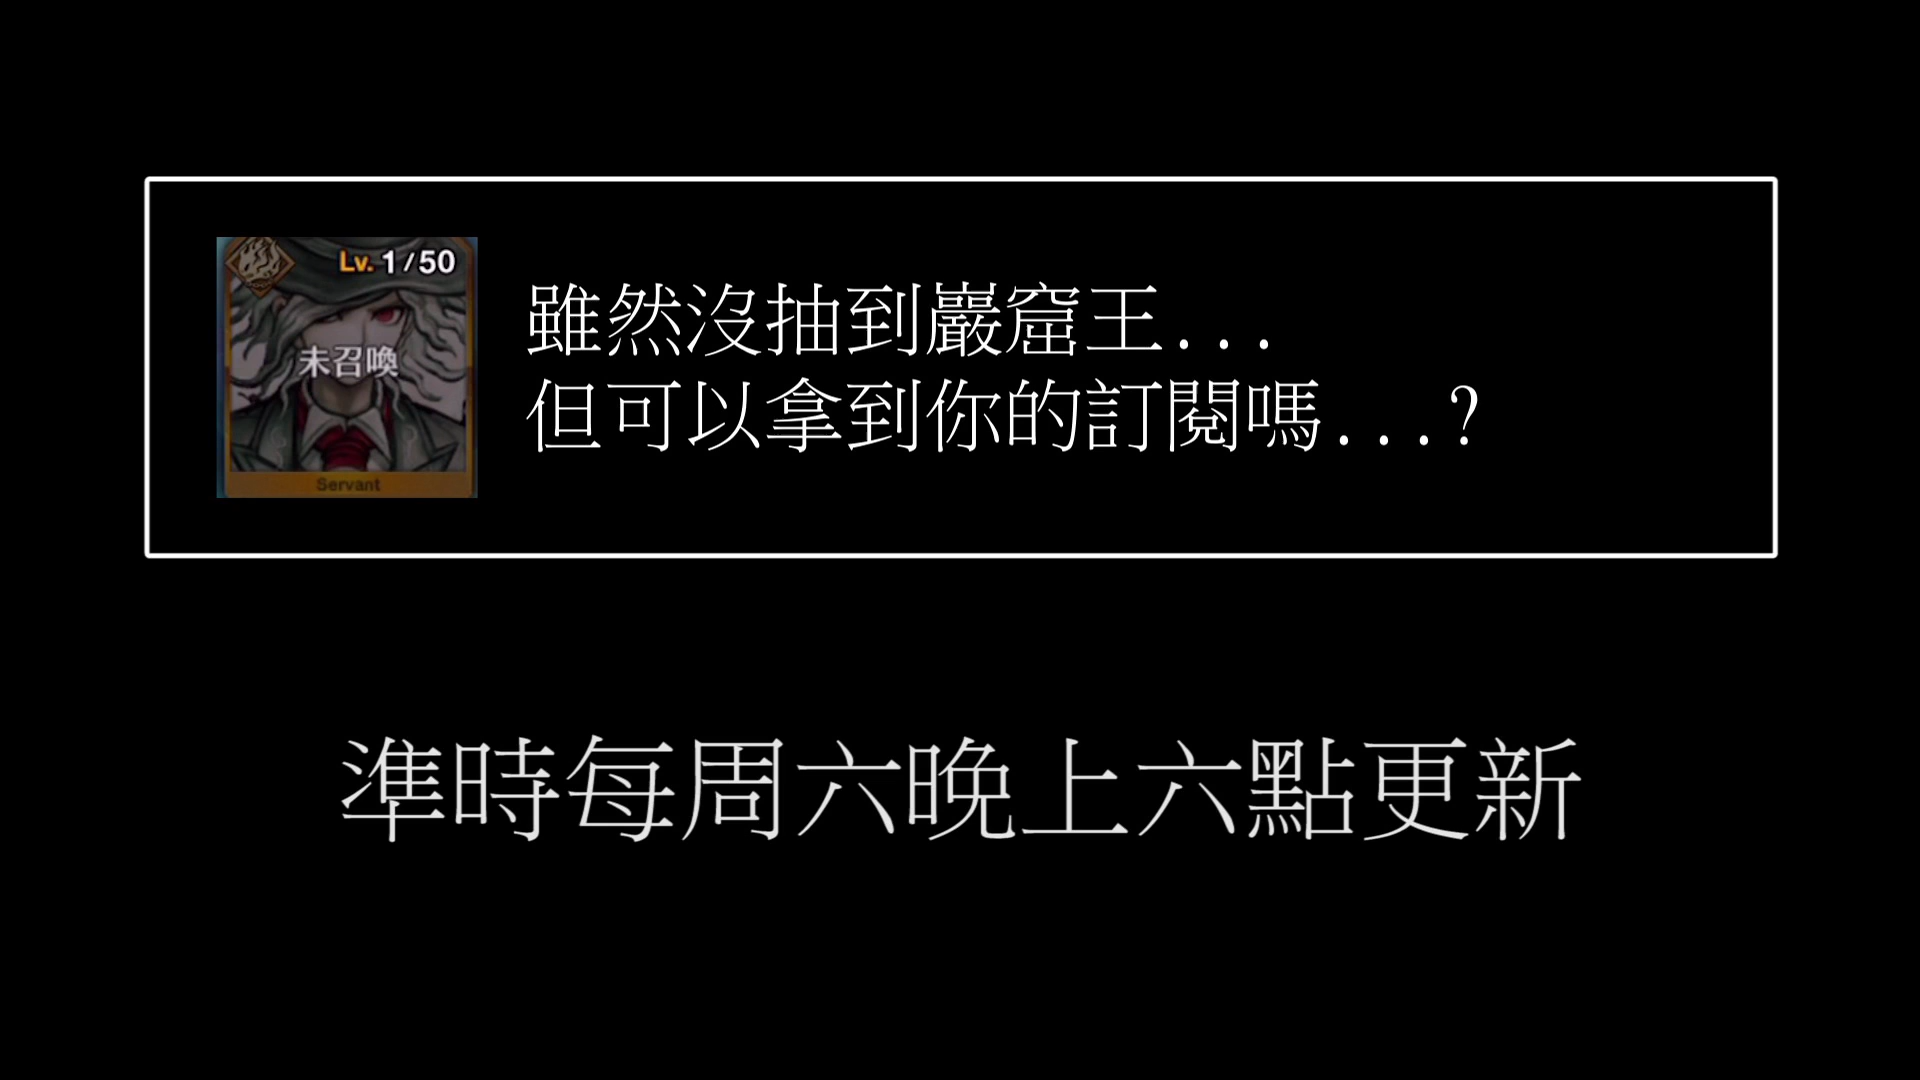 Lv. 1/50
未召喚
Servant
雖然沒抽到巖窟王...
但可以拿到你的訂閱嗎...?
準時每周六晚上六點更新